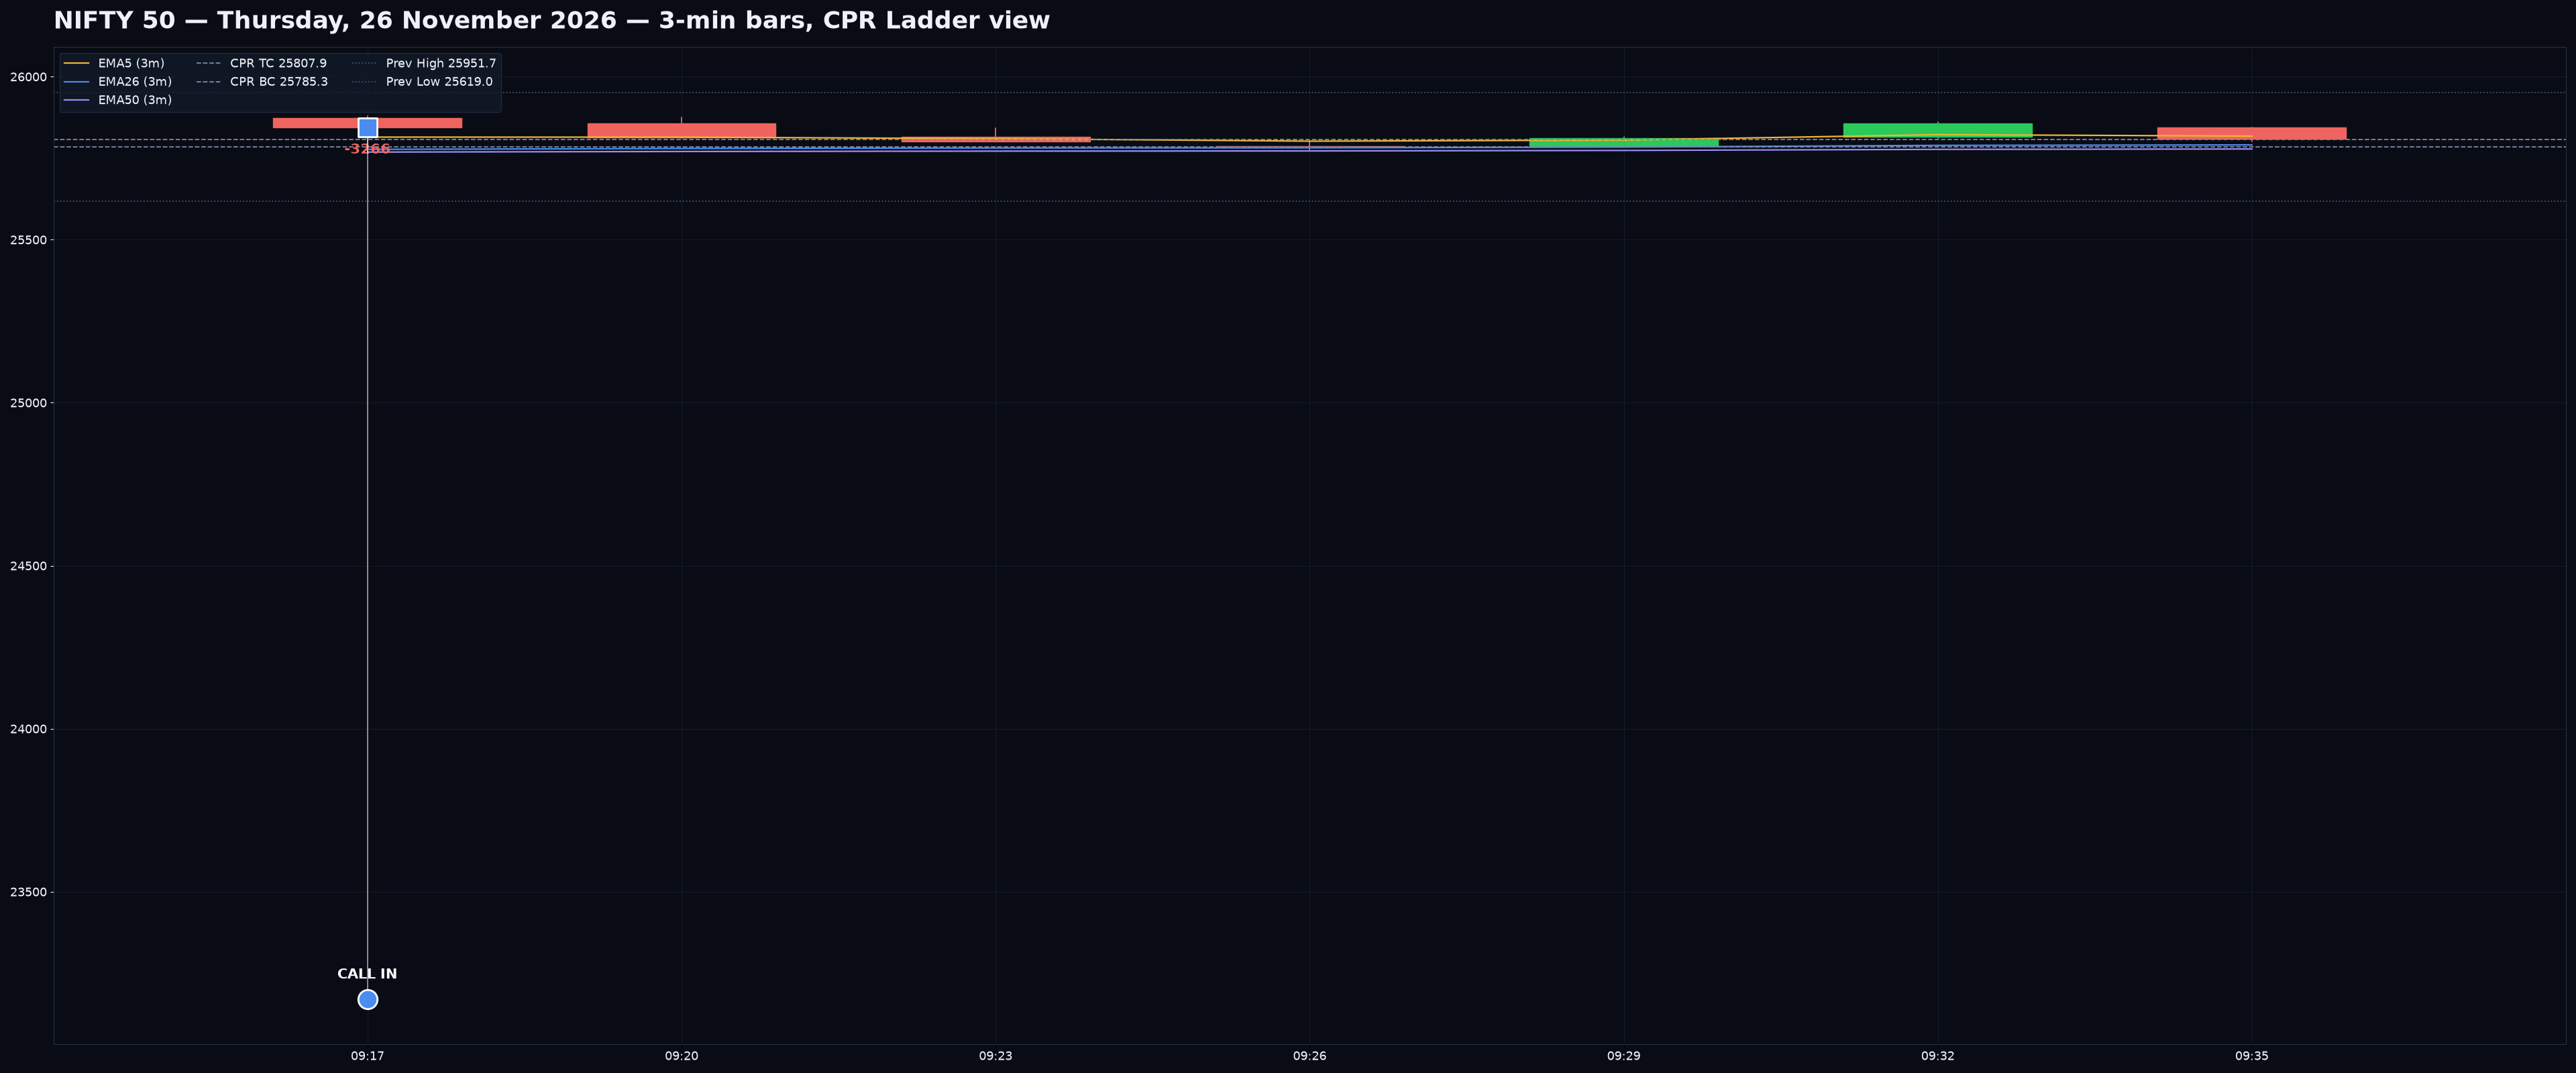 NIFTY 50 — Thursday, 26 November 2026 — 3-min bars, CPR Ladder view
EMA5 (3m) CPR TC 25807.9 Prev High 25951.7
EMA26 (3m) CPR BC 25785.3 Prev Low 25619.0
EMA50 (3m)
26000
-3266
25500
25000
24500
24000
23500
CALL IN
09:17 09:20 09:23 09:26 09:29 09:32 09:35